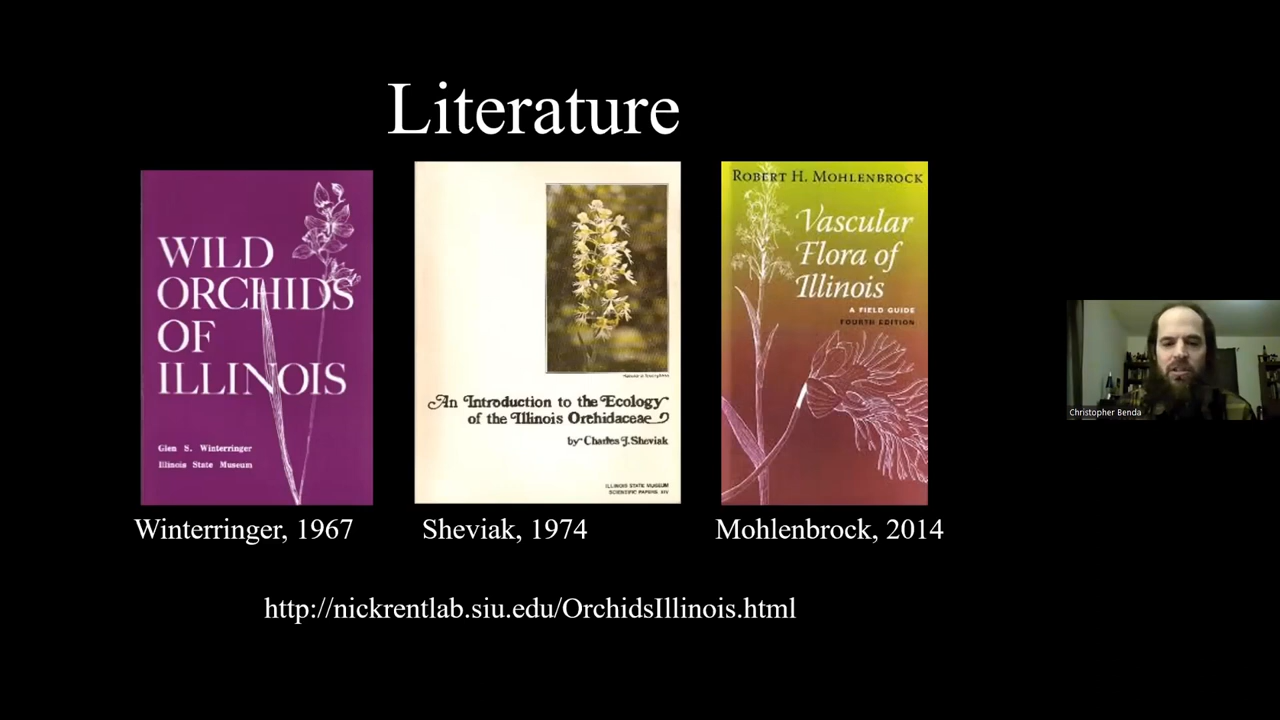 Literature
WILD
ORCHIDS
OF
ILLINOIS
Glen S. Winterringer
Illinois State Museum
An Introduction to the Ecology
of the Illinois Orchidaceae
by Charles J. Sheviak
ILLINOIS STATE MUSEUM
SCIENTIFIC PAPERS XIV
ROBERT H. MOHLENBROCK
Vascular
Flora of
Illinois
A FIELD GUIDE
FOURTH EDITION
Winterringer, 1967
Sheviak, 1974
Mohlenbrock, 2014
http://nickrentlab.siu.edu/OrchidsIllinois.html
Christopher Benda